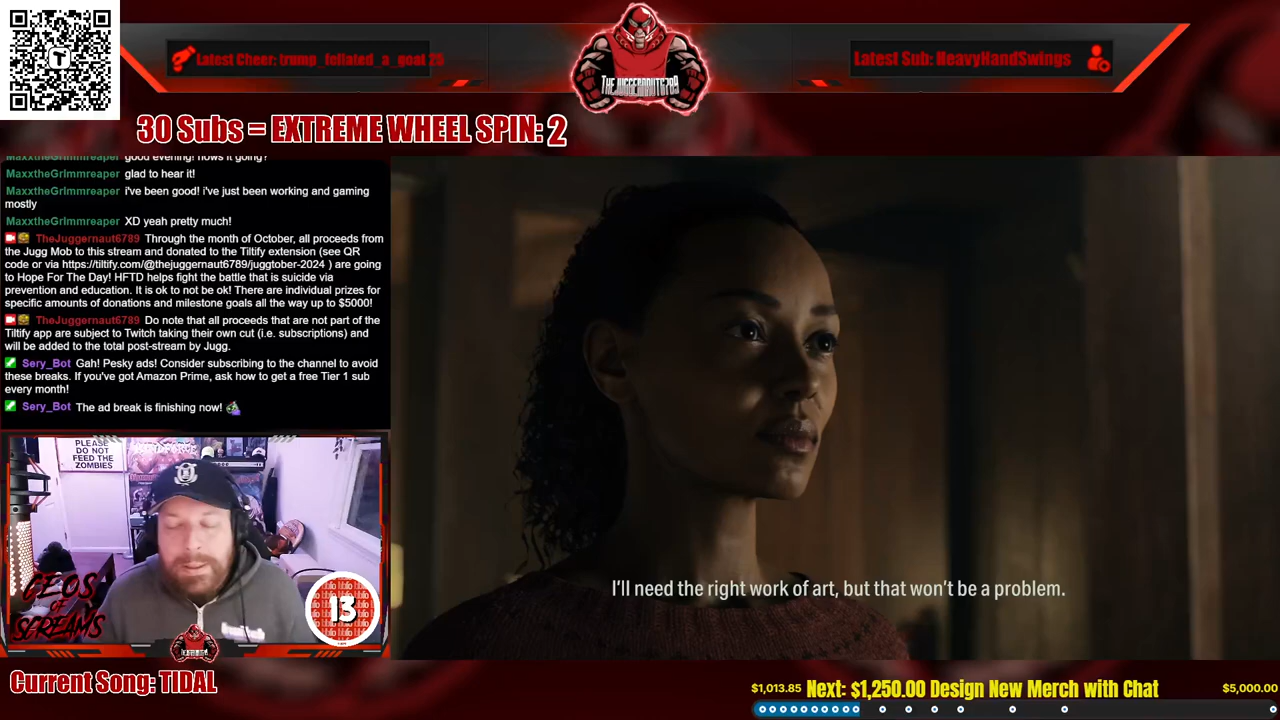 Latest Cheer: trump_fellated_a_goat 25
THEJUGGERNAUT6789
Latest Sub: HeavyHandSwings
30 Subs = EXTREME WHEEL SPIN: 2
MaxxtheGrimmreaper good evening! hows it going?
MaxxtheGrimmreaper glad to hear it!
MaxxtheGrimmreaper i've been good! i've just been working and gaming
mostly
MaxxtheGrimmreaper XD yeah pretty much!
TheJuggernaut6789 Through the month of October, all proceeds from
the Jugg Mob to this stream and donated to the Tiltify extension (see QR
code or via https://tiltify.com/@thejuggernaut6789/juggtober-2024 ) are going
to Hope For The Day! HFTD helps fight the battle that is suicide via
prevention and education. It is ok to not be ok! There are individual prizes for
specific amounts of donations and milestone goals all the way up to $5000!
TheJuggernaut6789 Do note that all proceeds that are not part of the
Tiltify app are subject to Twitch taking their own cut (i.e. subscriptions) and
will be added to the total post-stream by Jugg.
Sery_Bot Gah! Pesky ads! Consider subscribing to the channel to avoid
these breaks. If you've got Amazon Prime, ask how to get a free Tier 1 sub
every month!
Sery_Bot The ad break is finishing now!
PLEASE
DO NOT
FEED THE
ZOMBIES
GEOS
OF
STREAMS
13
I'll need the right work of art, but that won't be a problem.
Current Song: TIDAL
$1,013.85 Next: $1,250.00 Design New Merch with Chat $5,000.00